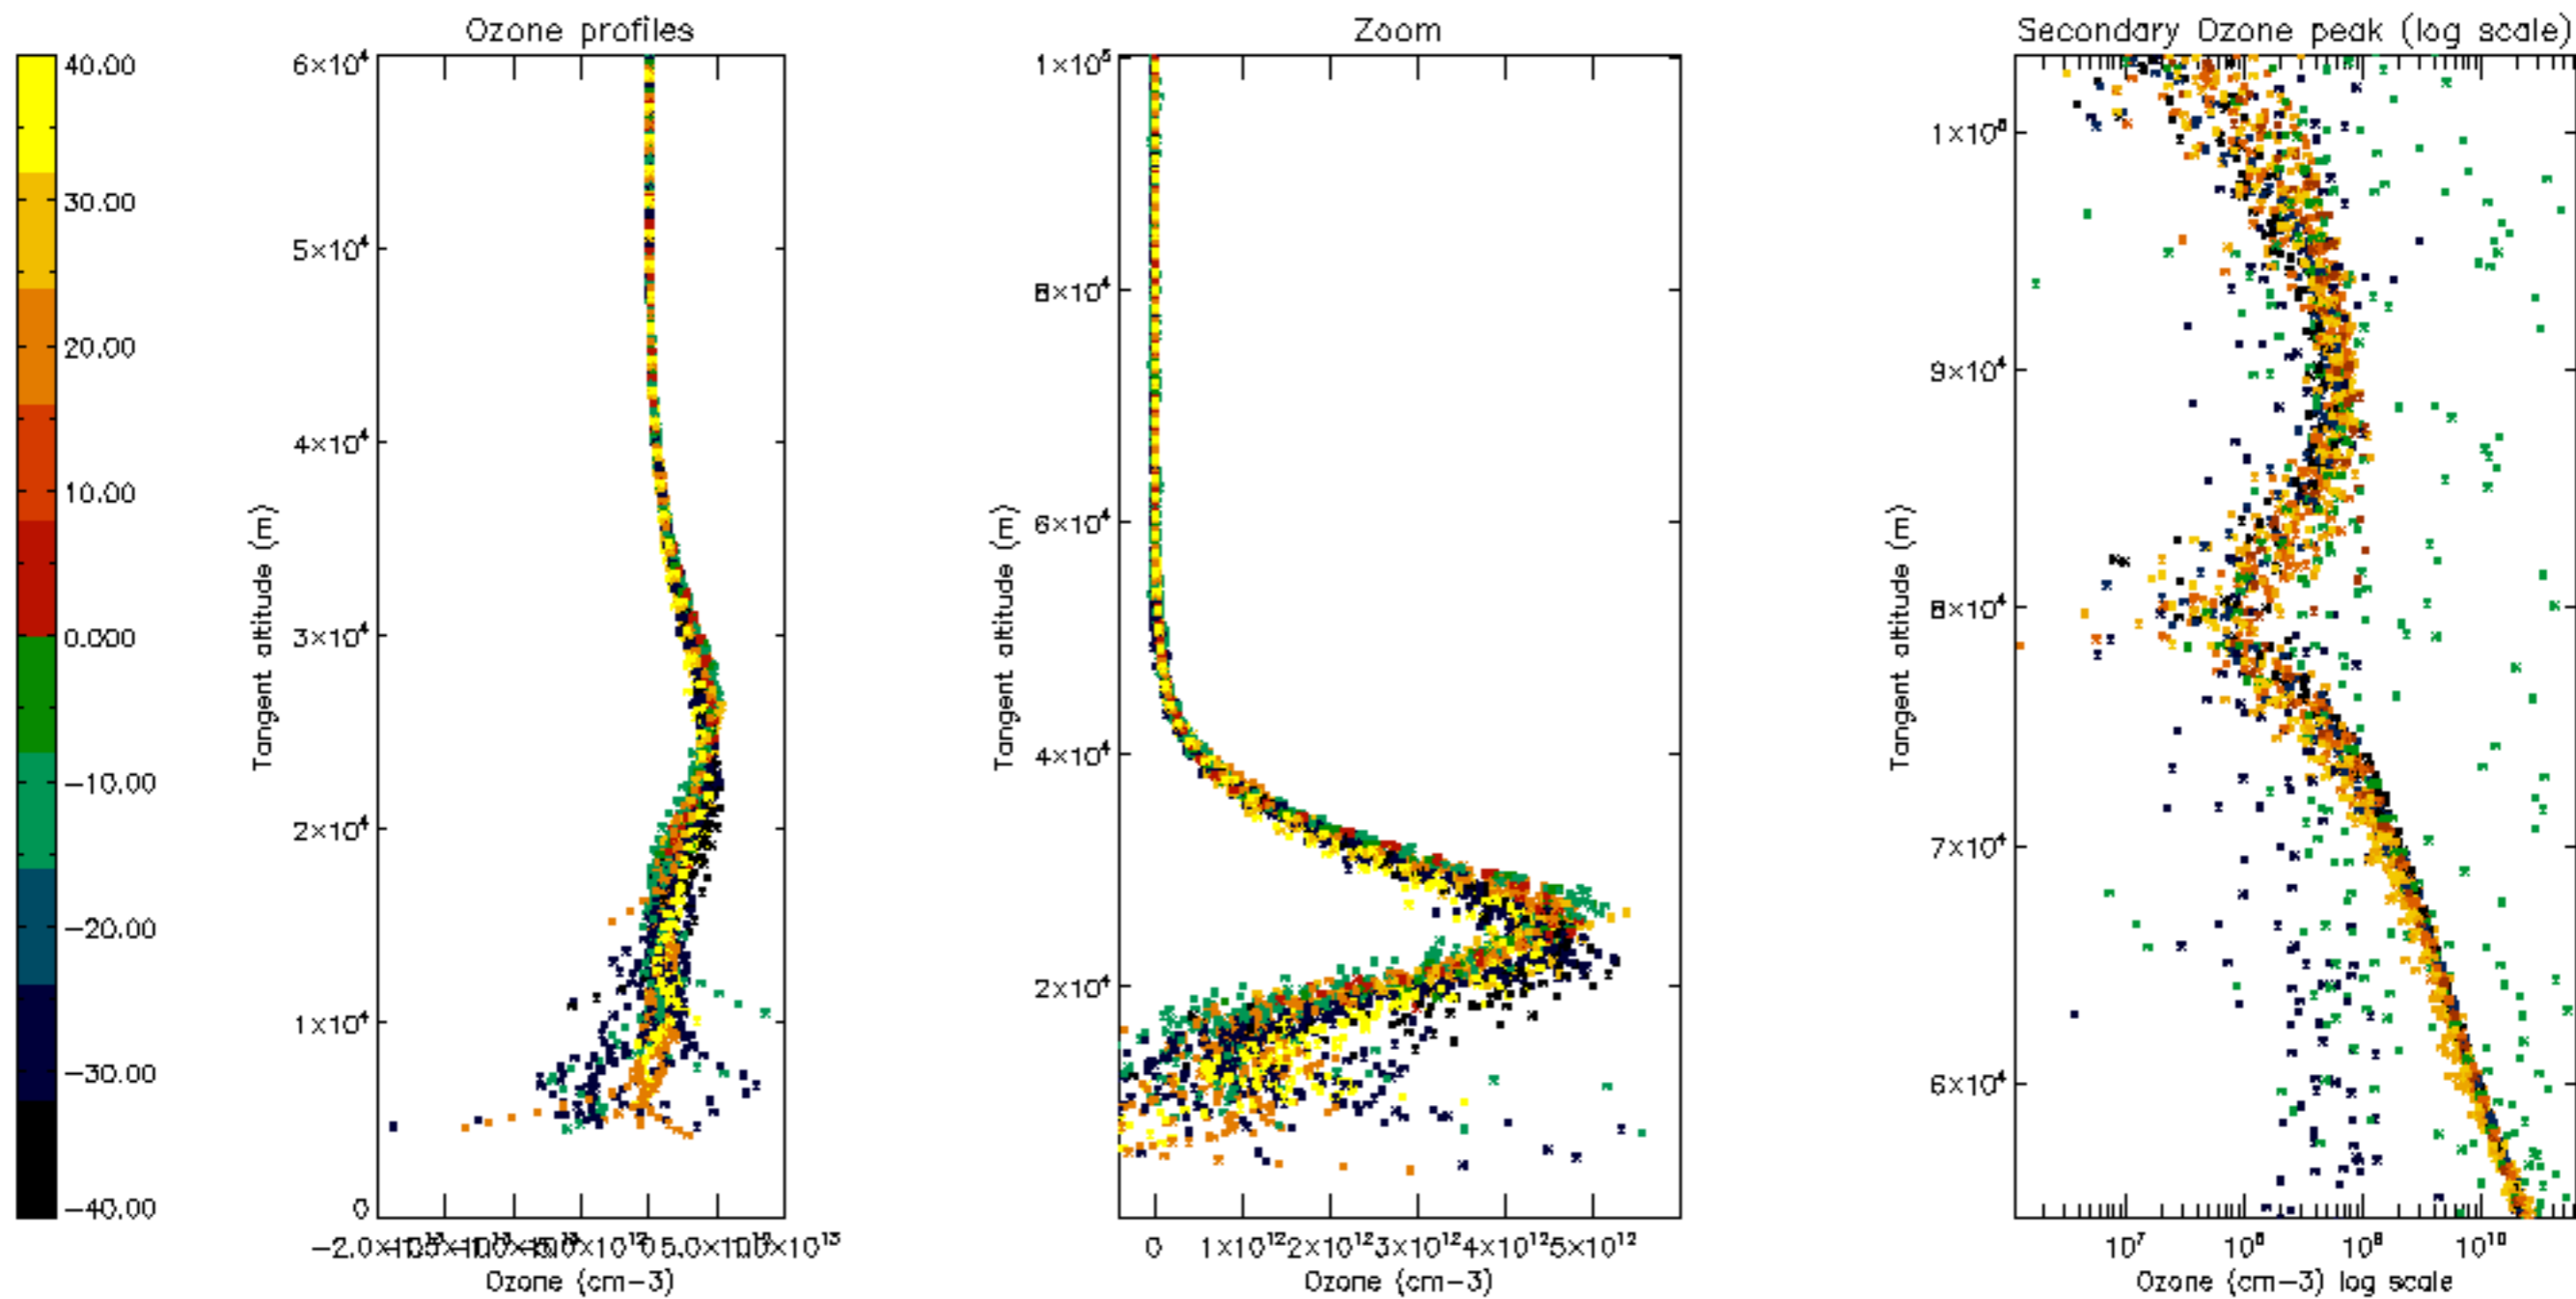 Ozone profiles
Zoom
Secondary Ozone peak (log scale)
40.00
30.00
20.00
10.00
0.00
-10.00
-20.00
-30.00
-40.00
6×10⁴
5×10⁴
4×10⁴
3×10⁴
2×10⁴
1×10⁴
0
Tangent altitude (m)
Ozone (cm-3)
1×10⁵
8×10⁴
6×10⁴
4×10⁴
2×10⁴
Tangent altitude (m)
0 1×10¹² 2×10¹² 3×10¹² 4×10¹² 5×10¹²
Ozone (cm-3)
9×10⁴
8×10⁴
7×10⁴
6×10⁴
Tangent altitude (m)
10⁷ 10⁸ 10⁹ 10¹⁰
Ozone (cm-3) log scale